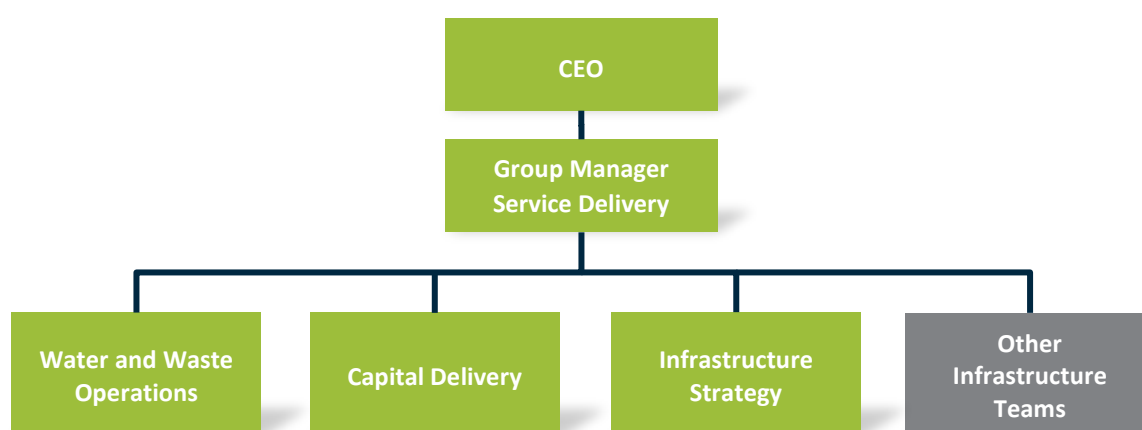 CEO
Group Manager
Service Delivery
Water and Waste
Operations
Capital Delivery
Infrastructure
Strategy
Other
Infrastructure
Teams